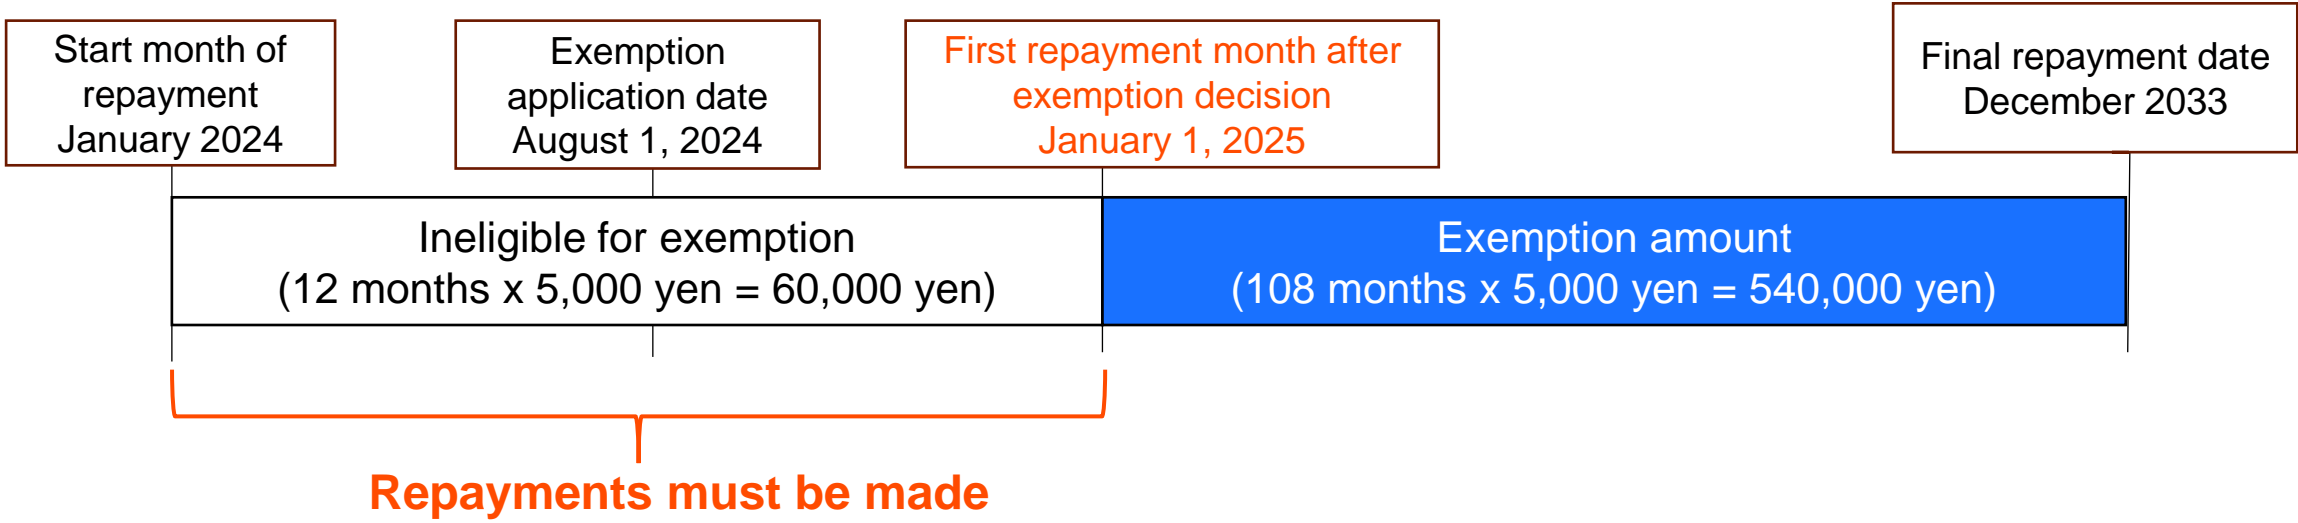 Start month of
repayment
January 2024
Exemption
application date
August 1, 2024
First repayment month after
exemption decision
January 1, 2025
Final repayment date
December 2033
Ineligible for exemption
(12 months x 5,000 yen = 60,000 yen)
Exemption amount
(108 months x 5,000 yen = 540,000 yen)
Repayments must be made